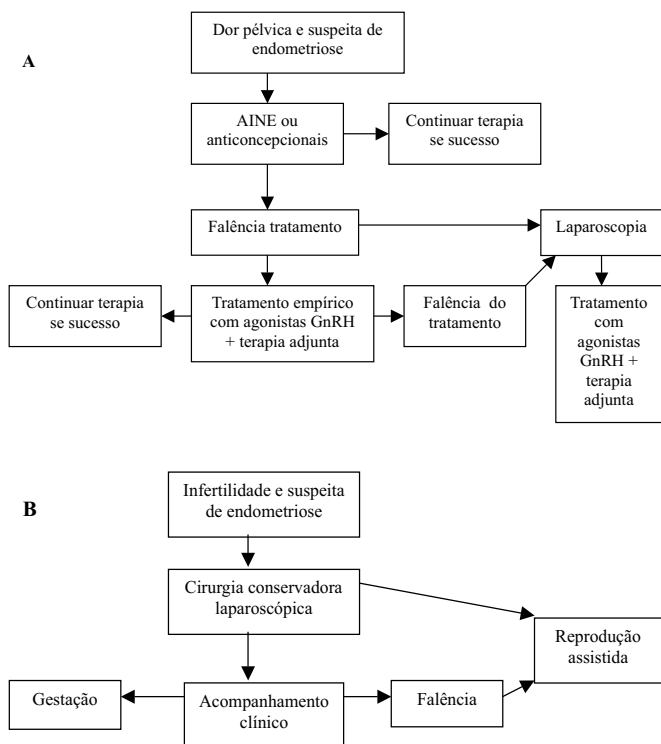 Dor pélvica e suspeita de
endometriose
A
AINE ou
anticoncepcionais
Continuar terapia
se sucesso
Falência tratamento
Laparoscopia
Continuar terapia
se sucesso
Tratamento empírico
com agonistas GnRH
+ terapia adjunta
Falência do
tratamento
Tratamento
com
agonistas
GnRH +
terapia
adjunta
B
Infertilidade e suspeita
de endometriose
Cirurgia conservadora
laparoscópica
Reprodução
assistida
Gestação
Acompanhamento
clínico
Falência